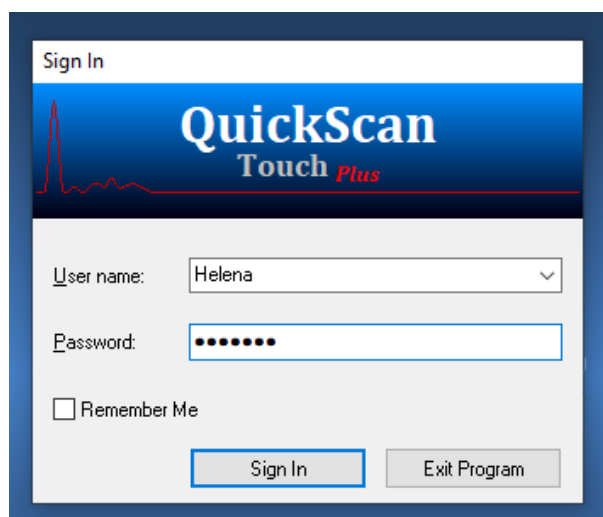 Sign In
QuickScan
Touch Plus
User name: Helena
Password: •••••••
Remember Me
Sign In Exit Program